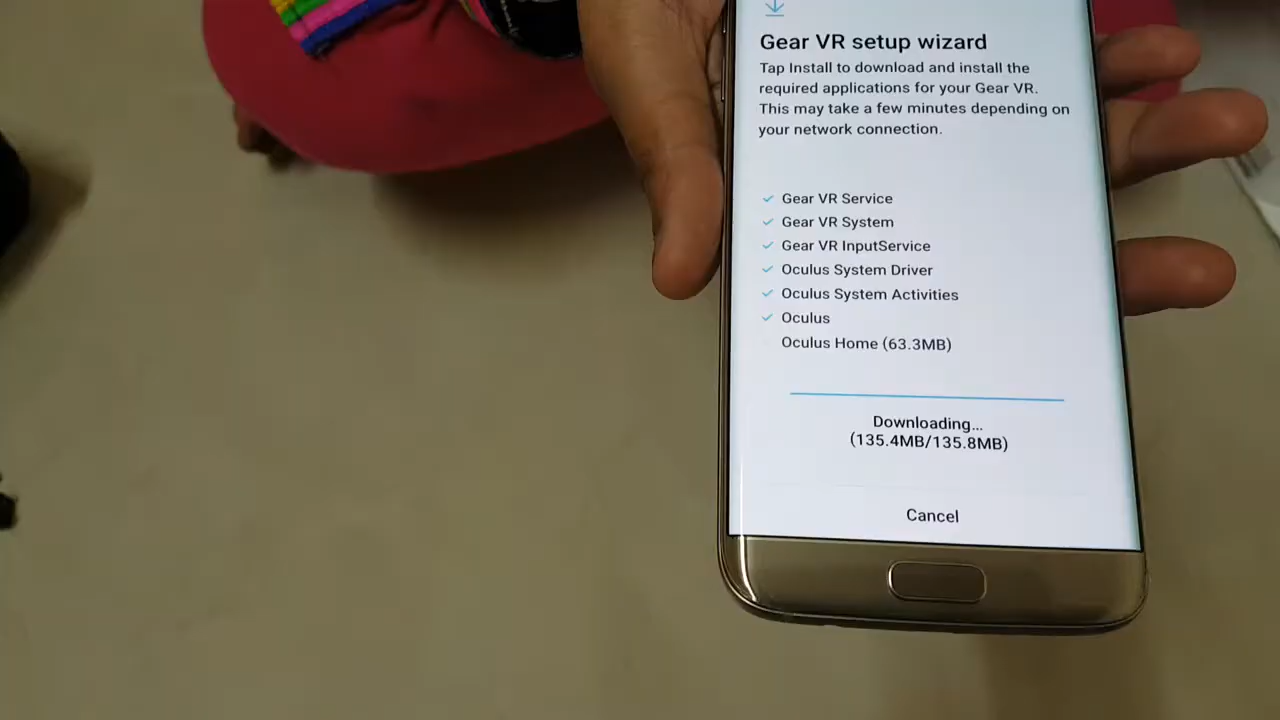 Gear VR setup wizard
Tap Install to download and install the
required applications for your Gear VR.
This may take a few minutes depending on
your network connection.
Gear VR Service
Gear VR System
Gear VR InputService
Oculus System Driver
Oculus System Activities
Oculus
Oculus Home (63.3MB)
Downloading...
(135.4MB/135.8MB)
Cancel